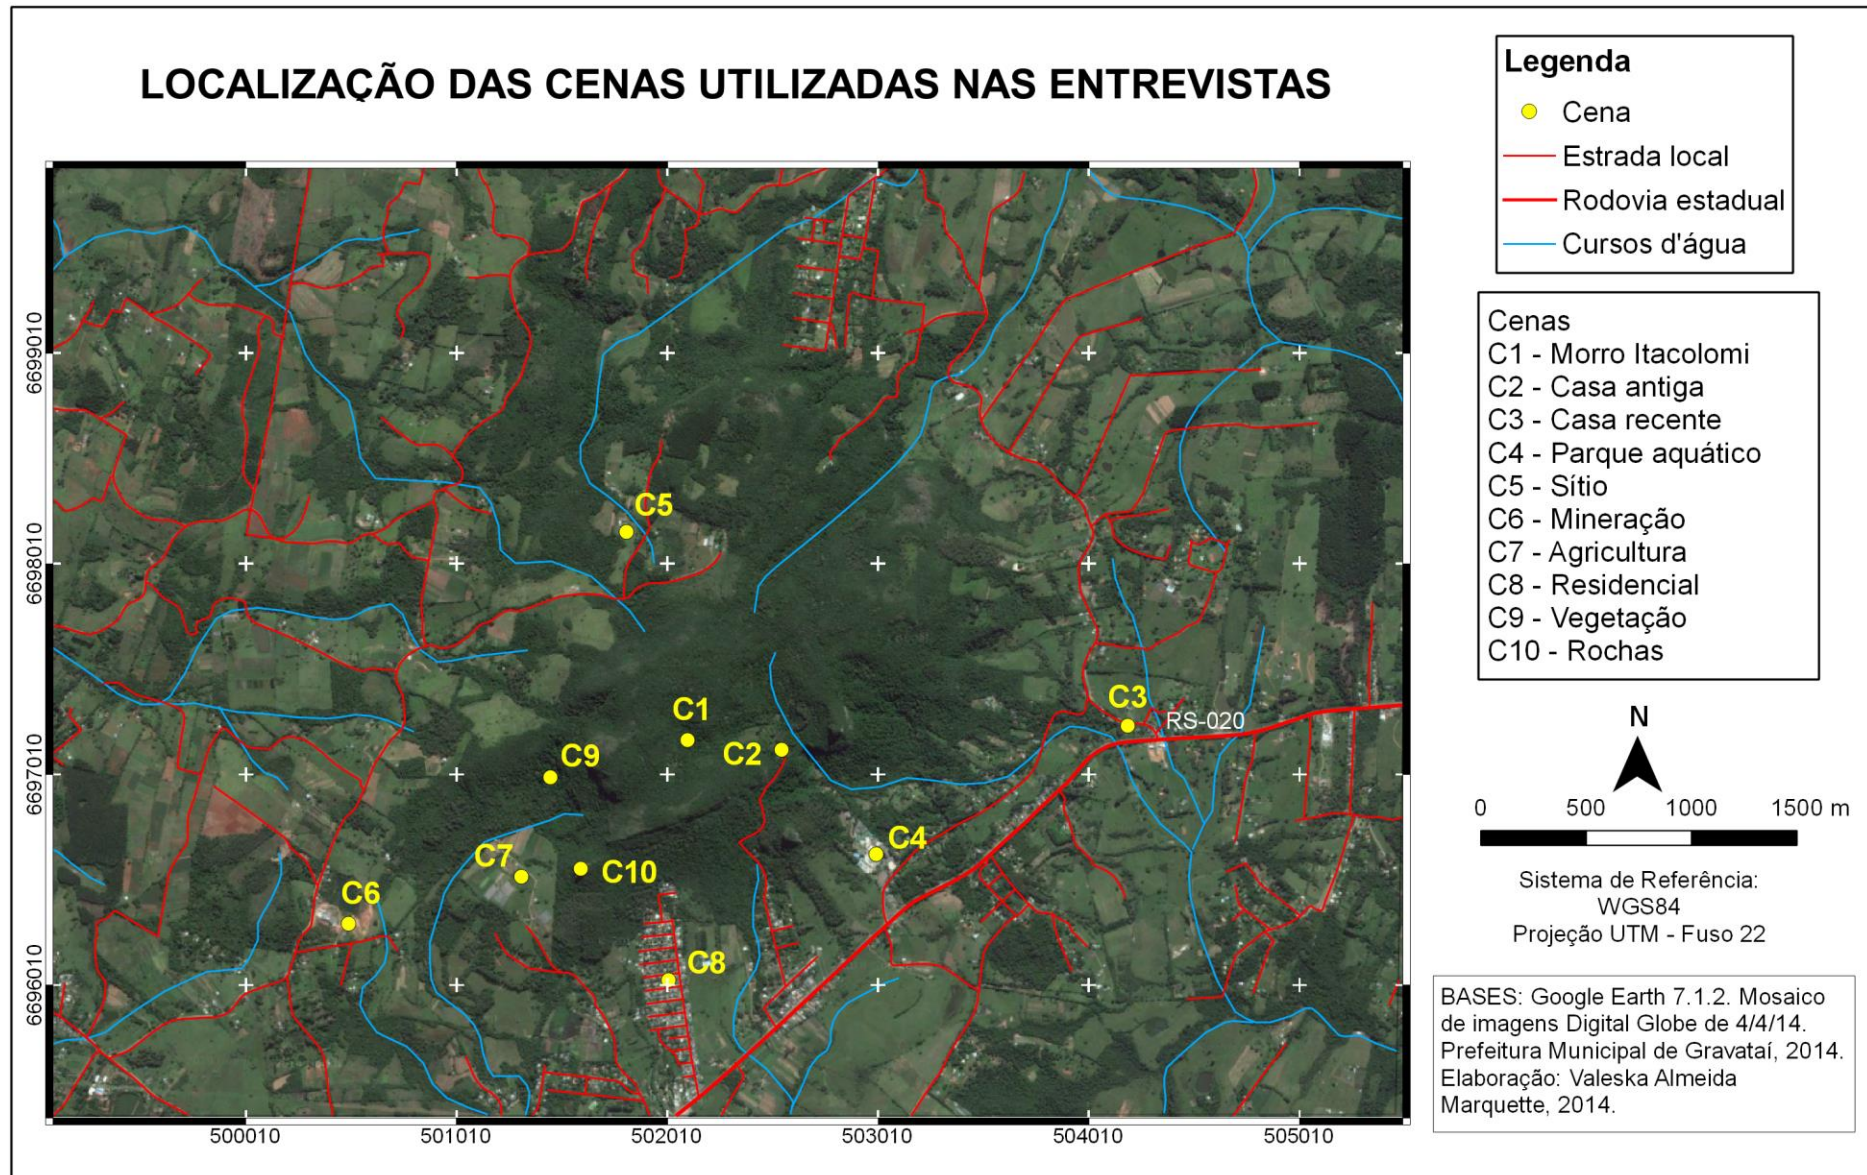 LOCALIZAÇÃO DAS CENAS UTILIZADAS NAS ENTREVISTAS
Legenda
Cena
Estrada local
Rodovia estadual
Cursos d'água
Cenas
C1 - Morro Itacolomi
C2 - Casa antiga
C3 - Casa recente
C4 - Parque aquático
C5 - Sítio
C6 - Mineração
C7 - Agricultura
C8 - Residencial
C9 - Vegetação
C10 - Rochas
N
0 500 1000 1500 m
Sistema de Referência:
WGS84
Projeção UTM - Fuso 22
BASES: Google Earth 7.1.2. Mosaico
de imagens Digital Globe de 4/4/14.
Prefeitura Municipal de Gravataí, 2014.
Elaboração: Valeska Almeida
Marquette, 2014.
6699010
6698010
6697010
6696010
C5
C1
C3
RS-020
C2
C9
C4
C7
C10
C6
C8
500010 501010 502010 503010 504010 505010